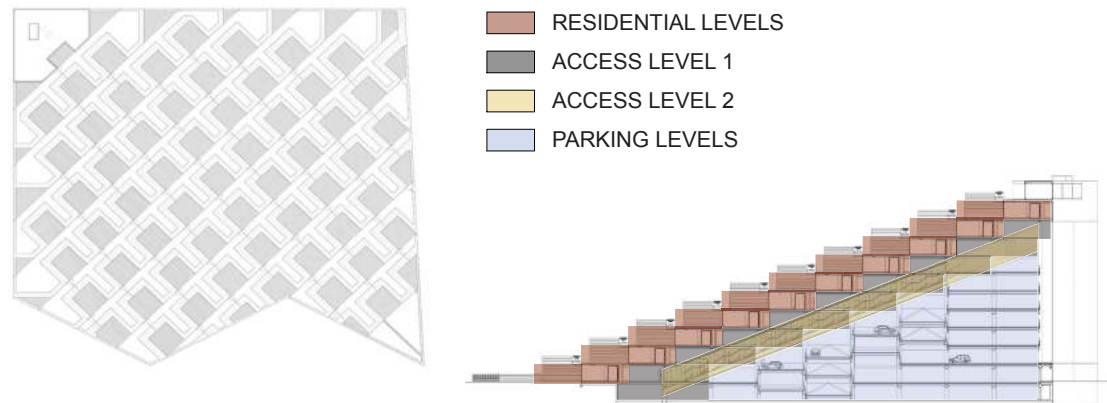 RESIDENTIAL LEVELS
ACCESS LEVEL 1
ACCESS LEVEL 2
PARKING LEVELS